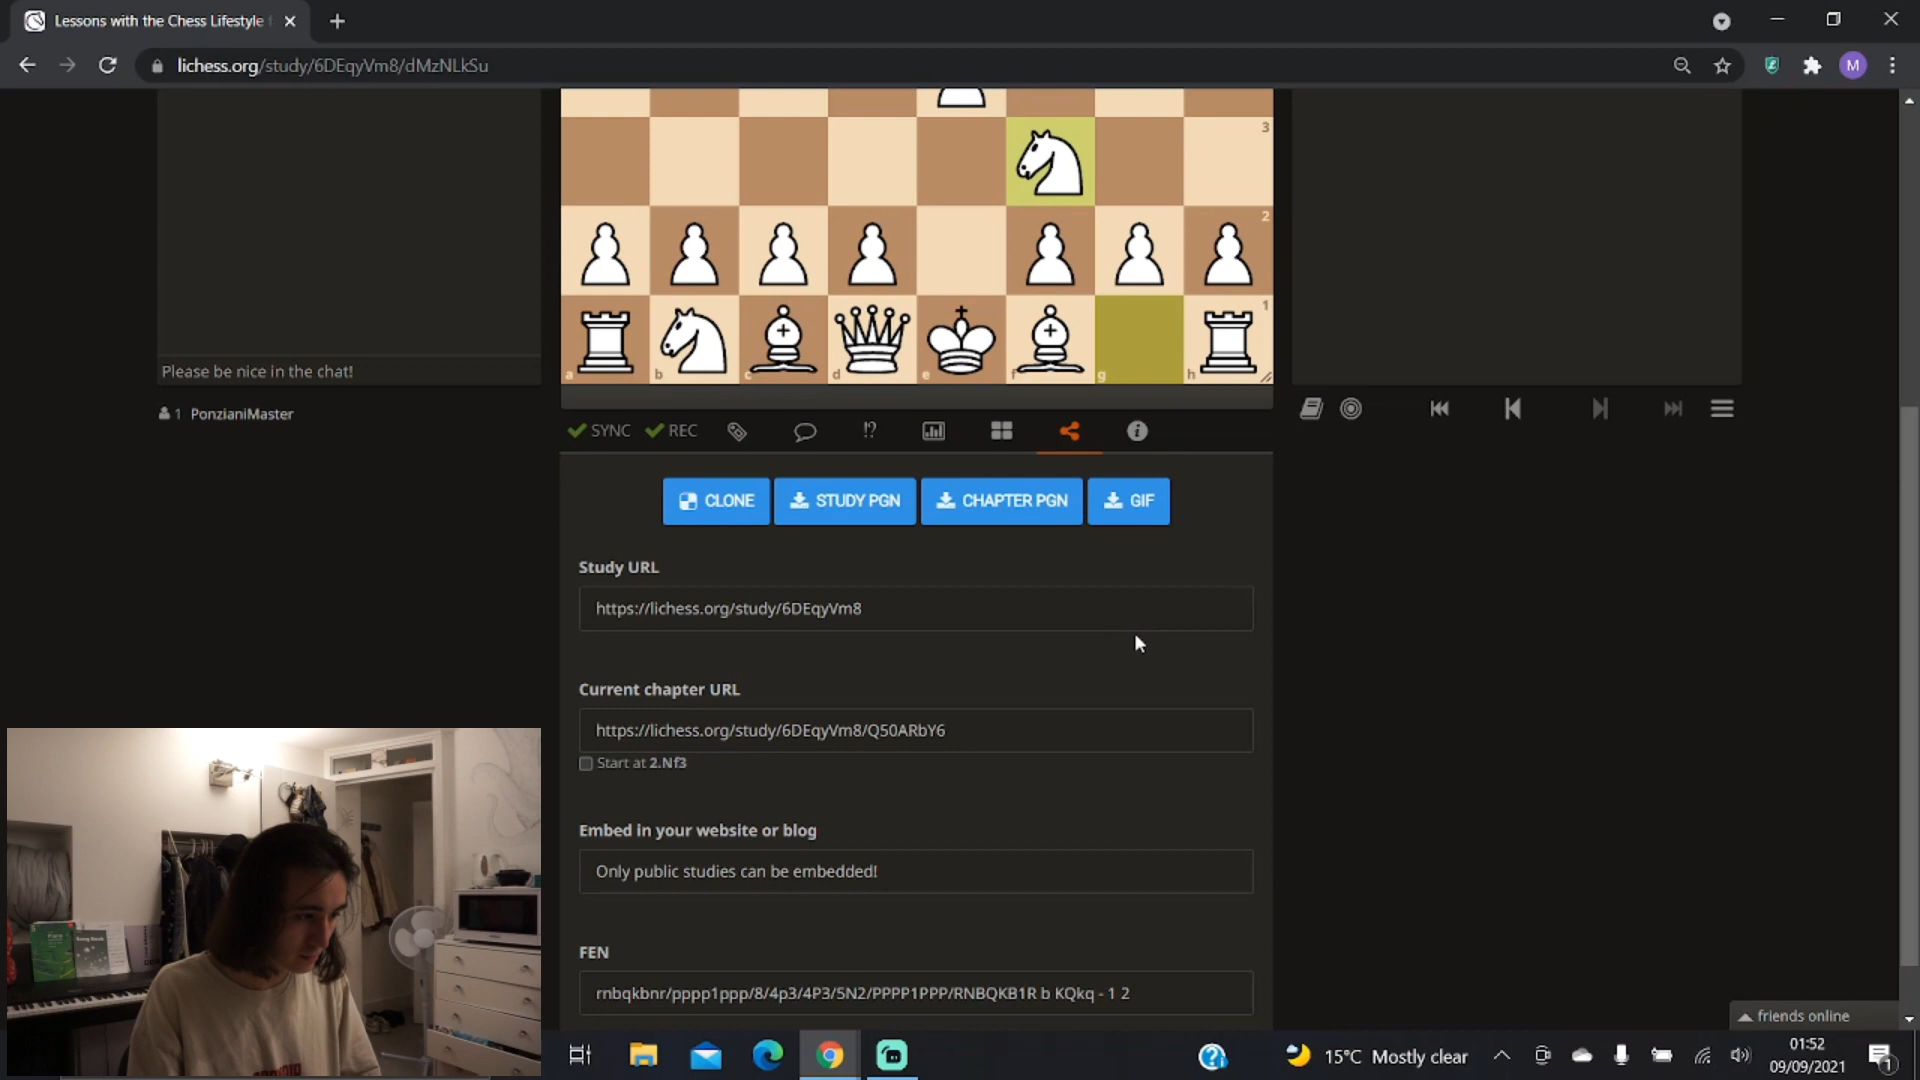 Lessons with the Chess Lifestyle
lichess.org/study/6DEqyVm8/dMzNLkSu
M
3
2
1
a b c d e f g h
Please be nice in the chat!
1 PonzianiMaster
SYNC REC !?
CLONE STUDY PGN CHAPTER PGN GIF
Study URL
https://lichess.org/study/6DEqyVm8
Current chapter URL
https://lichess.org/study/6DEqyVm8/Q50ARbY6
Start at 2.Nf3
Embed in your website or blog
Only public studies can be embedded!
FEN
rnbqkbnr/pppp1ppp/8/4p3/4P3/5N2/PPPP1PPP/RNBQKB1R b KQkq - 1 2
friends online
15°C Mostly clear
01:52
09/09/2021
1